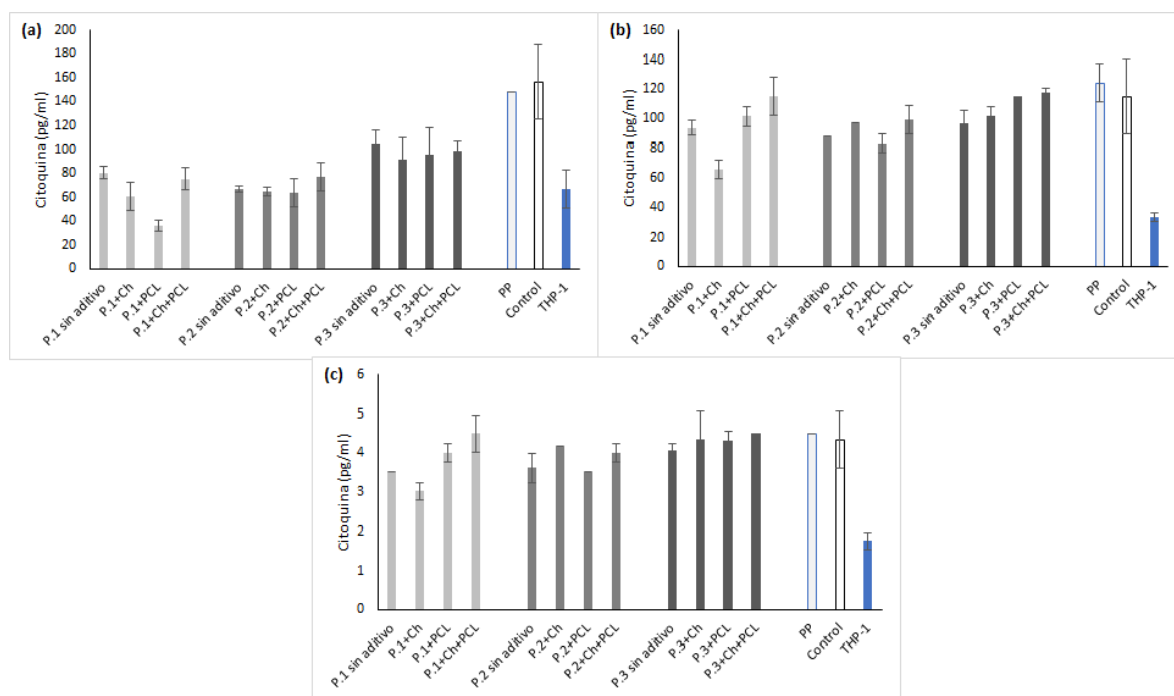 (a)
Citoquina (pg/ml)
200
180
160
140
120
100
80
60
40
20
0
P.1 sin aditivo
P.1+Ch
P.1+PCL
P.1+Ch+PCL
P.2 sin aditivo
P.2+Ch
P.2+PCL
P.2+Ch+PCL
P.3 sin aditivo
P.3+Ch
P.3+PCL
P.3+Ch+PCL
PP
Control
THP-1
(b)
Citoquina (pg/ml)
160
140
120
100
80
60
40
20
0
P.1 sin aditivo
P.1+Ch
P.1+PCL
P.1+Ch+PCL
P.2 sin aditivo
P.2+Ch
P.2+PCL
P.2+Ch+PCL
P.3 sin aditivo
P.3+Ch
P.3+PCL
P.3+Ch+PCL
PP
Control
THP-1
(c)
Citoquina (pg/ml)
6
5
4
3
2
1
0
P.1 sin aditivo
P.1+Ch
P.1+PCL
P.1+Ch+PCL
P.2 sin aditivo
P.2+Ch
P.2+PCL
P.2+Ch+PCL
P.3 sin aditivo
P.3+Ch
P.3+PCL
P.3+Ch+PCL
PP
Control
THP-1